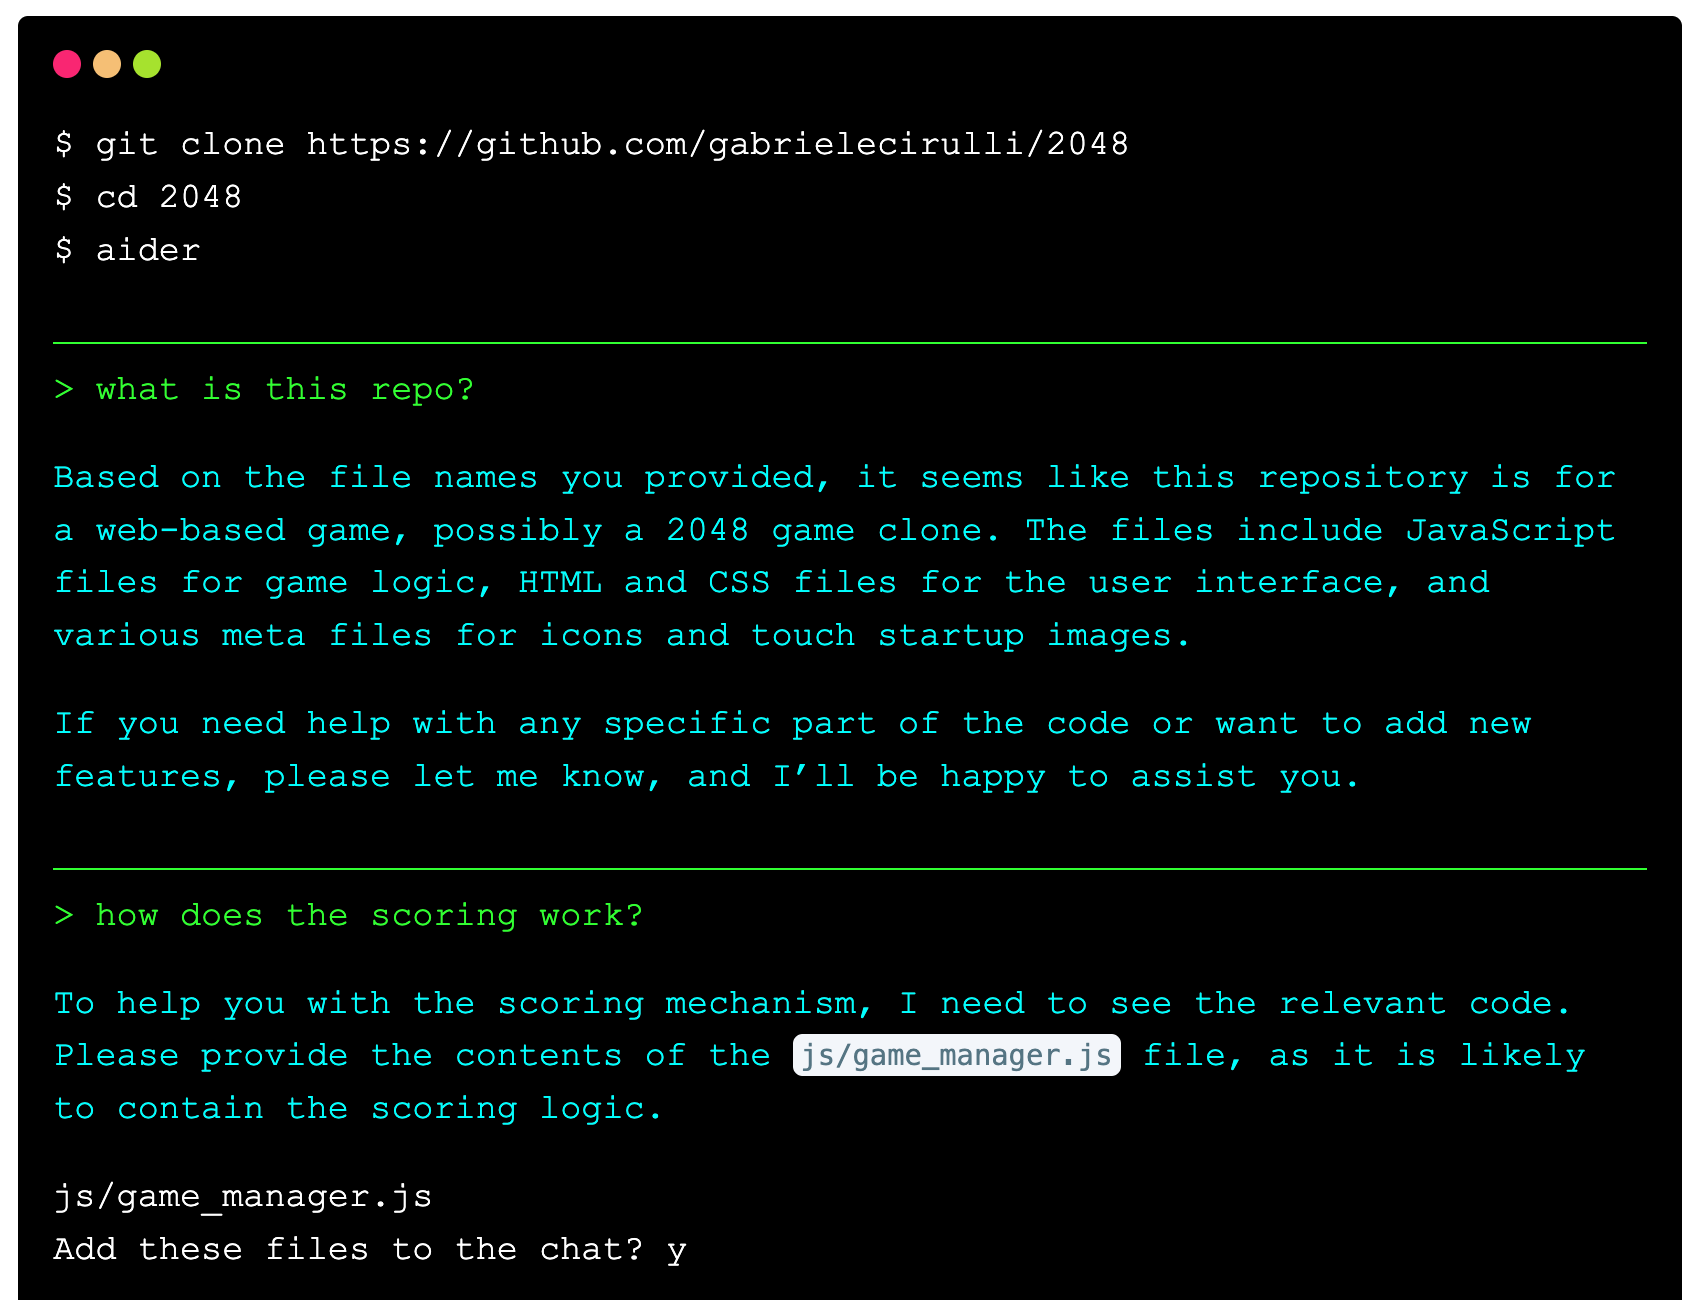 $ git clone https://github.com/gabrielecirulli/2048
$ cd 2048
$ aider
> what is this repo?
Based on the file names you provided, it seems like this repository is for
a web-based game, possibly a 2048 game clone. The files include JavaScript
files for game logic, HTML and CSS files for the user interface, and
various meta files for icons and touch startup images.
If you need help with any specific part of the code or want to add new
features, please let me know, and I’ll be happy to assist you.
> how does the scoring work?
To help you with the scoring mechanism, I need to see the relevant code.
Please provide the contents of the js/game_manager.js file, as it is likely
to contain the scoring logic.
js/game_manager.js
Add these files to the chat? y